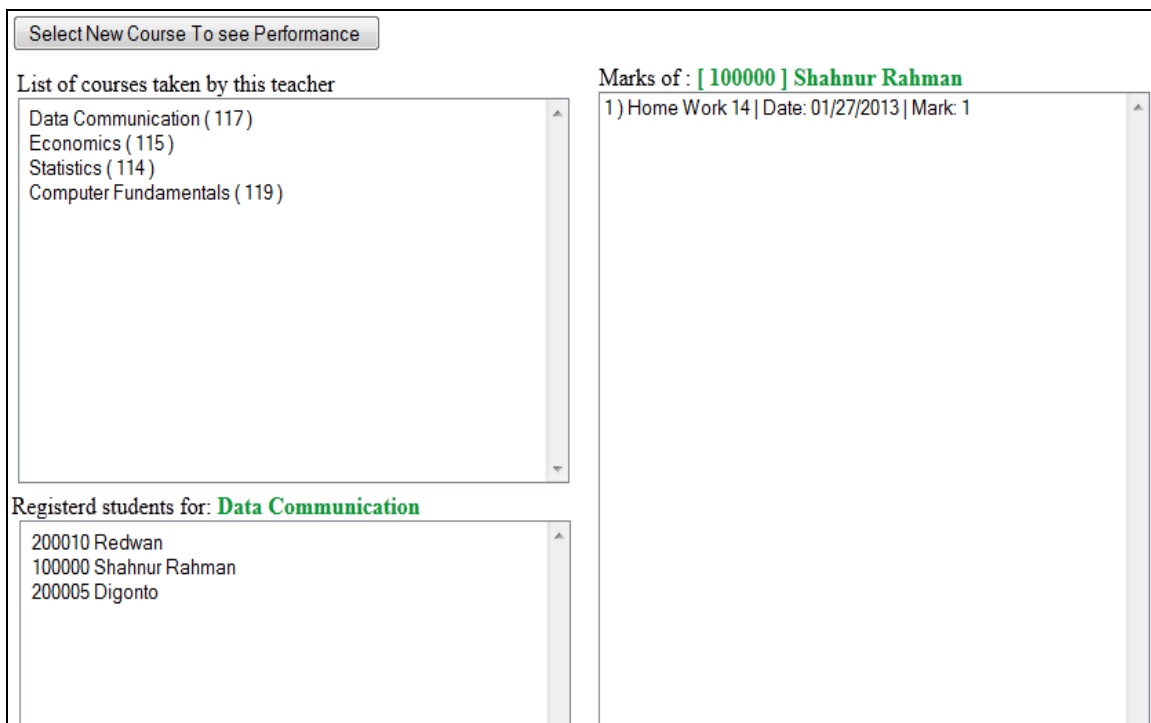 Select New Course To see Performance
List of courses taken by this teacher
Data Communication ( 117 )
Economics ( 115 )
Statistics ( 114 )
Computer Fundamentals ( 119 )
Registerd students for: Data Communication
200010 Redwan
100000 Shahnur Rahman
200005 Digonto
Marks of : [ 100000 ] Shahnur Rahman
1 ) Home Work 14 | Date: 01/27/2013 | Mark: 1